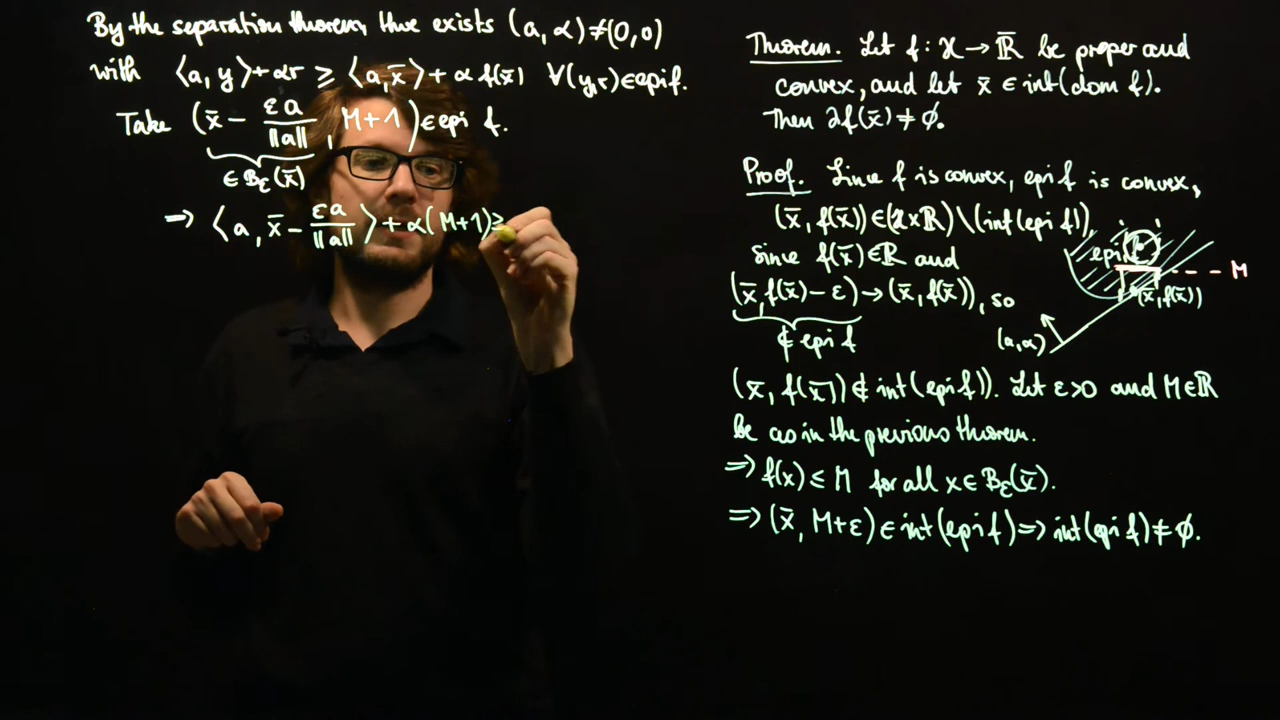 By the separation theorem, there exists (a, α) ≠ (0, 0)
with ⟨a, y⟩ + αr ≥ ⟨a, x̄⟩ + α f(x̄) ∀(y,r) ∈ epi f.
Take (x̄ - εa/‖a‖, M+1) ∈ epi f.
∈ B_ε(x̄)
⇒ ⟨a, x̄ - εa/‖a‖⟩ + α(M+1) ≥
Theorem. Let f : X → R̄ be proper and
convex, and let x̄ ∈ int(dom f).
Then ∂f(x̄) ≠ ∅.
Proof. Since f is convex, epi f is convex,
(x̄, f(x̄)) ∈ (X×ℝ) \ (int(epi f)),
since f(x̄) ∈ ℝ and
(x̄, f(x̄) - ε) → (x̄, f(x̄)), so
∉ epi f
epi f
M
(x̄, f(x̄))
(a, α)
(x̄, f(x̄)) ∉ int(epi f)). Let ε>0 and M∈ℝ
be as in the previous theorem.
⇒ f(x) ≤ M for all x ∈ B_ε(x̄).
⇒ (x̄, M+ε) ∈ int(epi f) ⇒ int(epi f) ≠ ∅.